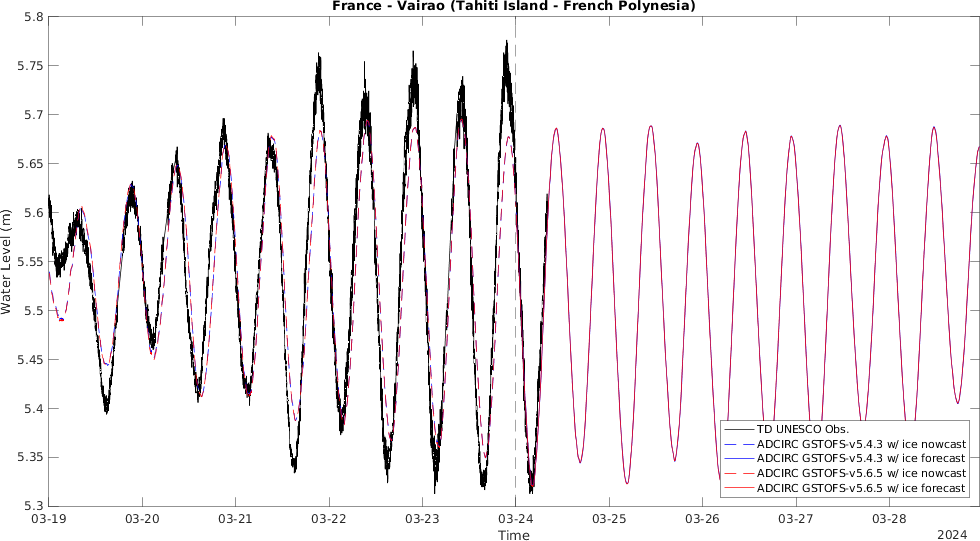 France - Vairao (Tahiti Island - French Polynesia)
5.8
5.75
5.7
5.65
5.6
5.55
5.5
5.45
5.4
5.35
5.3
Water Level (m)
TD UNESCO Obs.
ADCIRC GSTOFS-v5.4.3 w/ ice nowcast
ADCIRC GSTOFS-v5.4.3 w/ ice forecast
ADCIRC GSTOFS-v5.6.5 w/ ice nowcast
ADCIRC GSTOFS-v5.6.5 w/ ice forecast
03-19 03-20 03-21 03-22 03-23 03-24 03-25 03-26 03-27 03-28
Time
2024